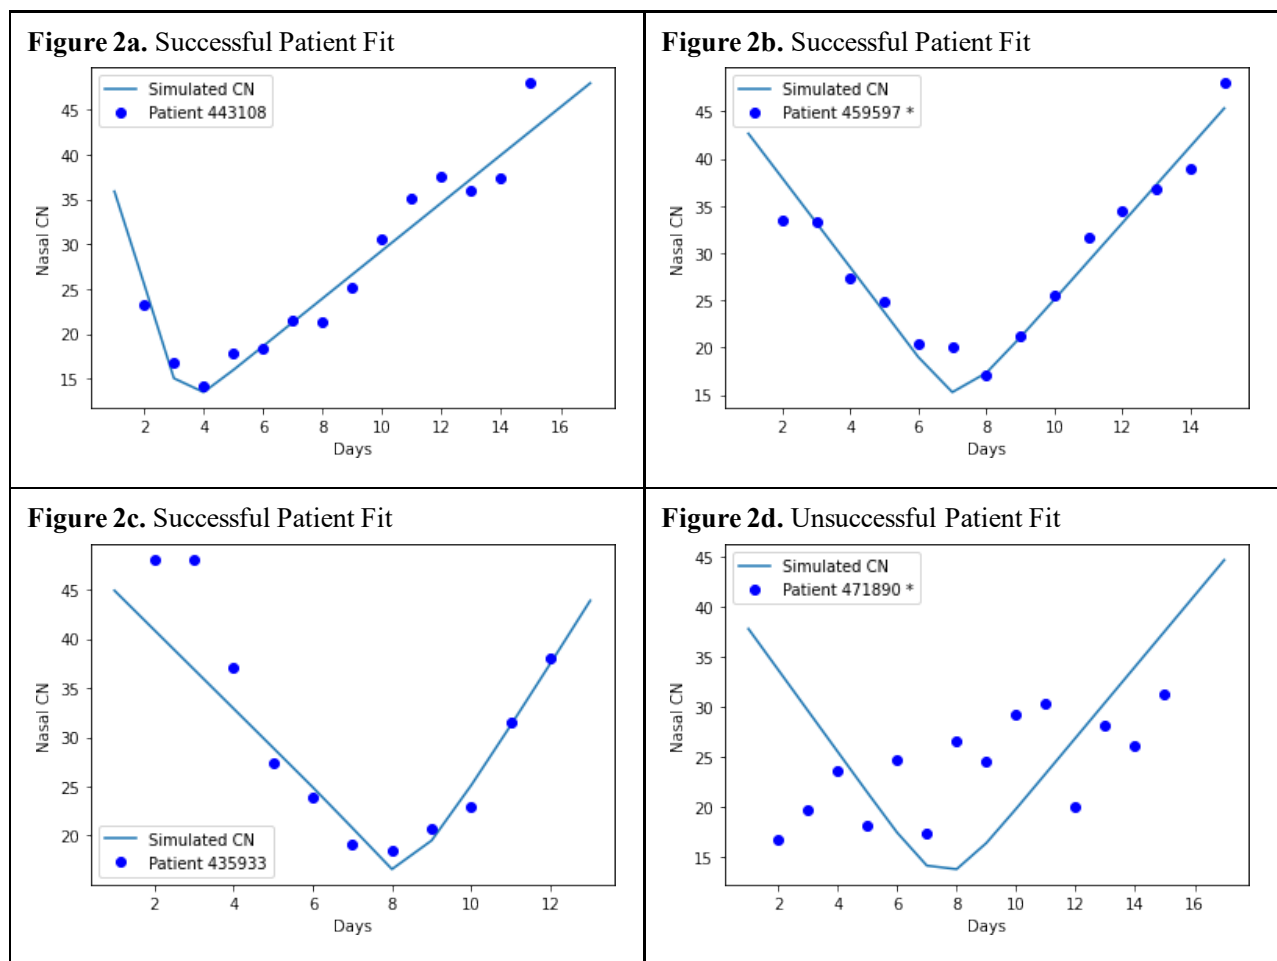 Figure 2a. Successful Patient Fit
Simulated CN
Patient 443108
45
40
35
30
25
20
15
Nasal CN
2 4 6 8 10 12 14 16
Days
Figure 2b. Successful Patient Fit
Simulated CN
Patient 459597 *
45
40
35
30
25
20
15
Nasal CN
2 4 6 8 10 12 14
Days
Figure 2c. Successful Patient Fit
45
40
35
30
25
20
Nasal CN
Simulated CN
Patient 435933
2 4 6 8 10 12
Days
Figure 2d. Unsuccessful Patient Fit
Simulated CN
Patient 471890 *
45
40
35
30
25
20
15
Nasal CN
2 4 6 8 10 12 14 16
Days